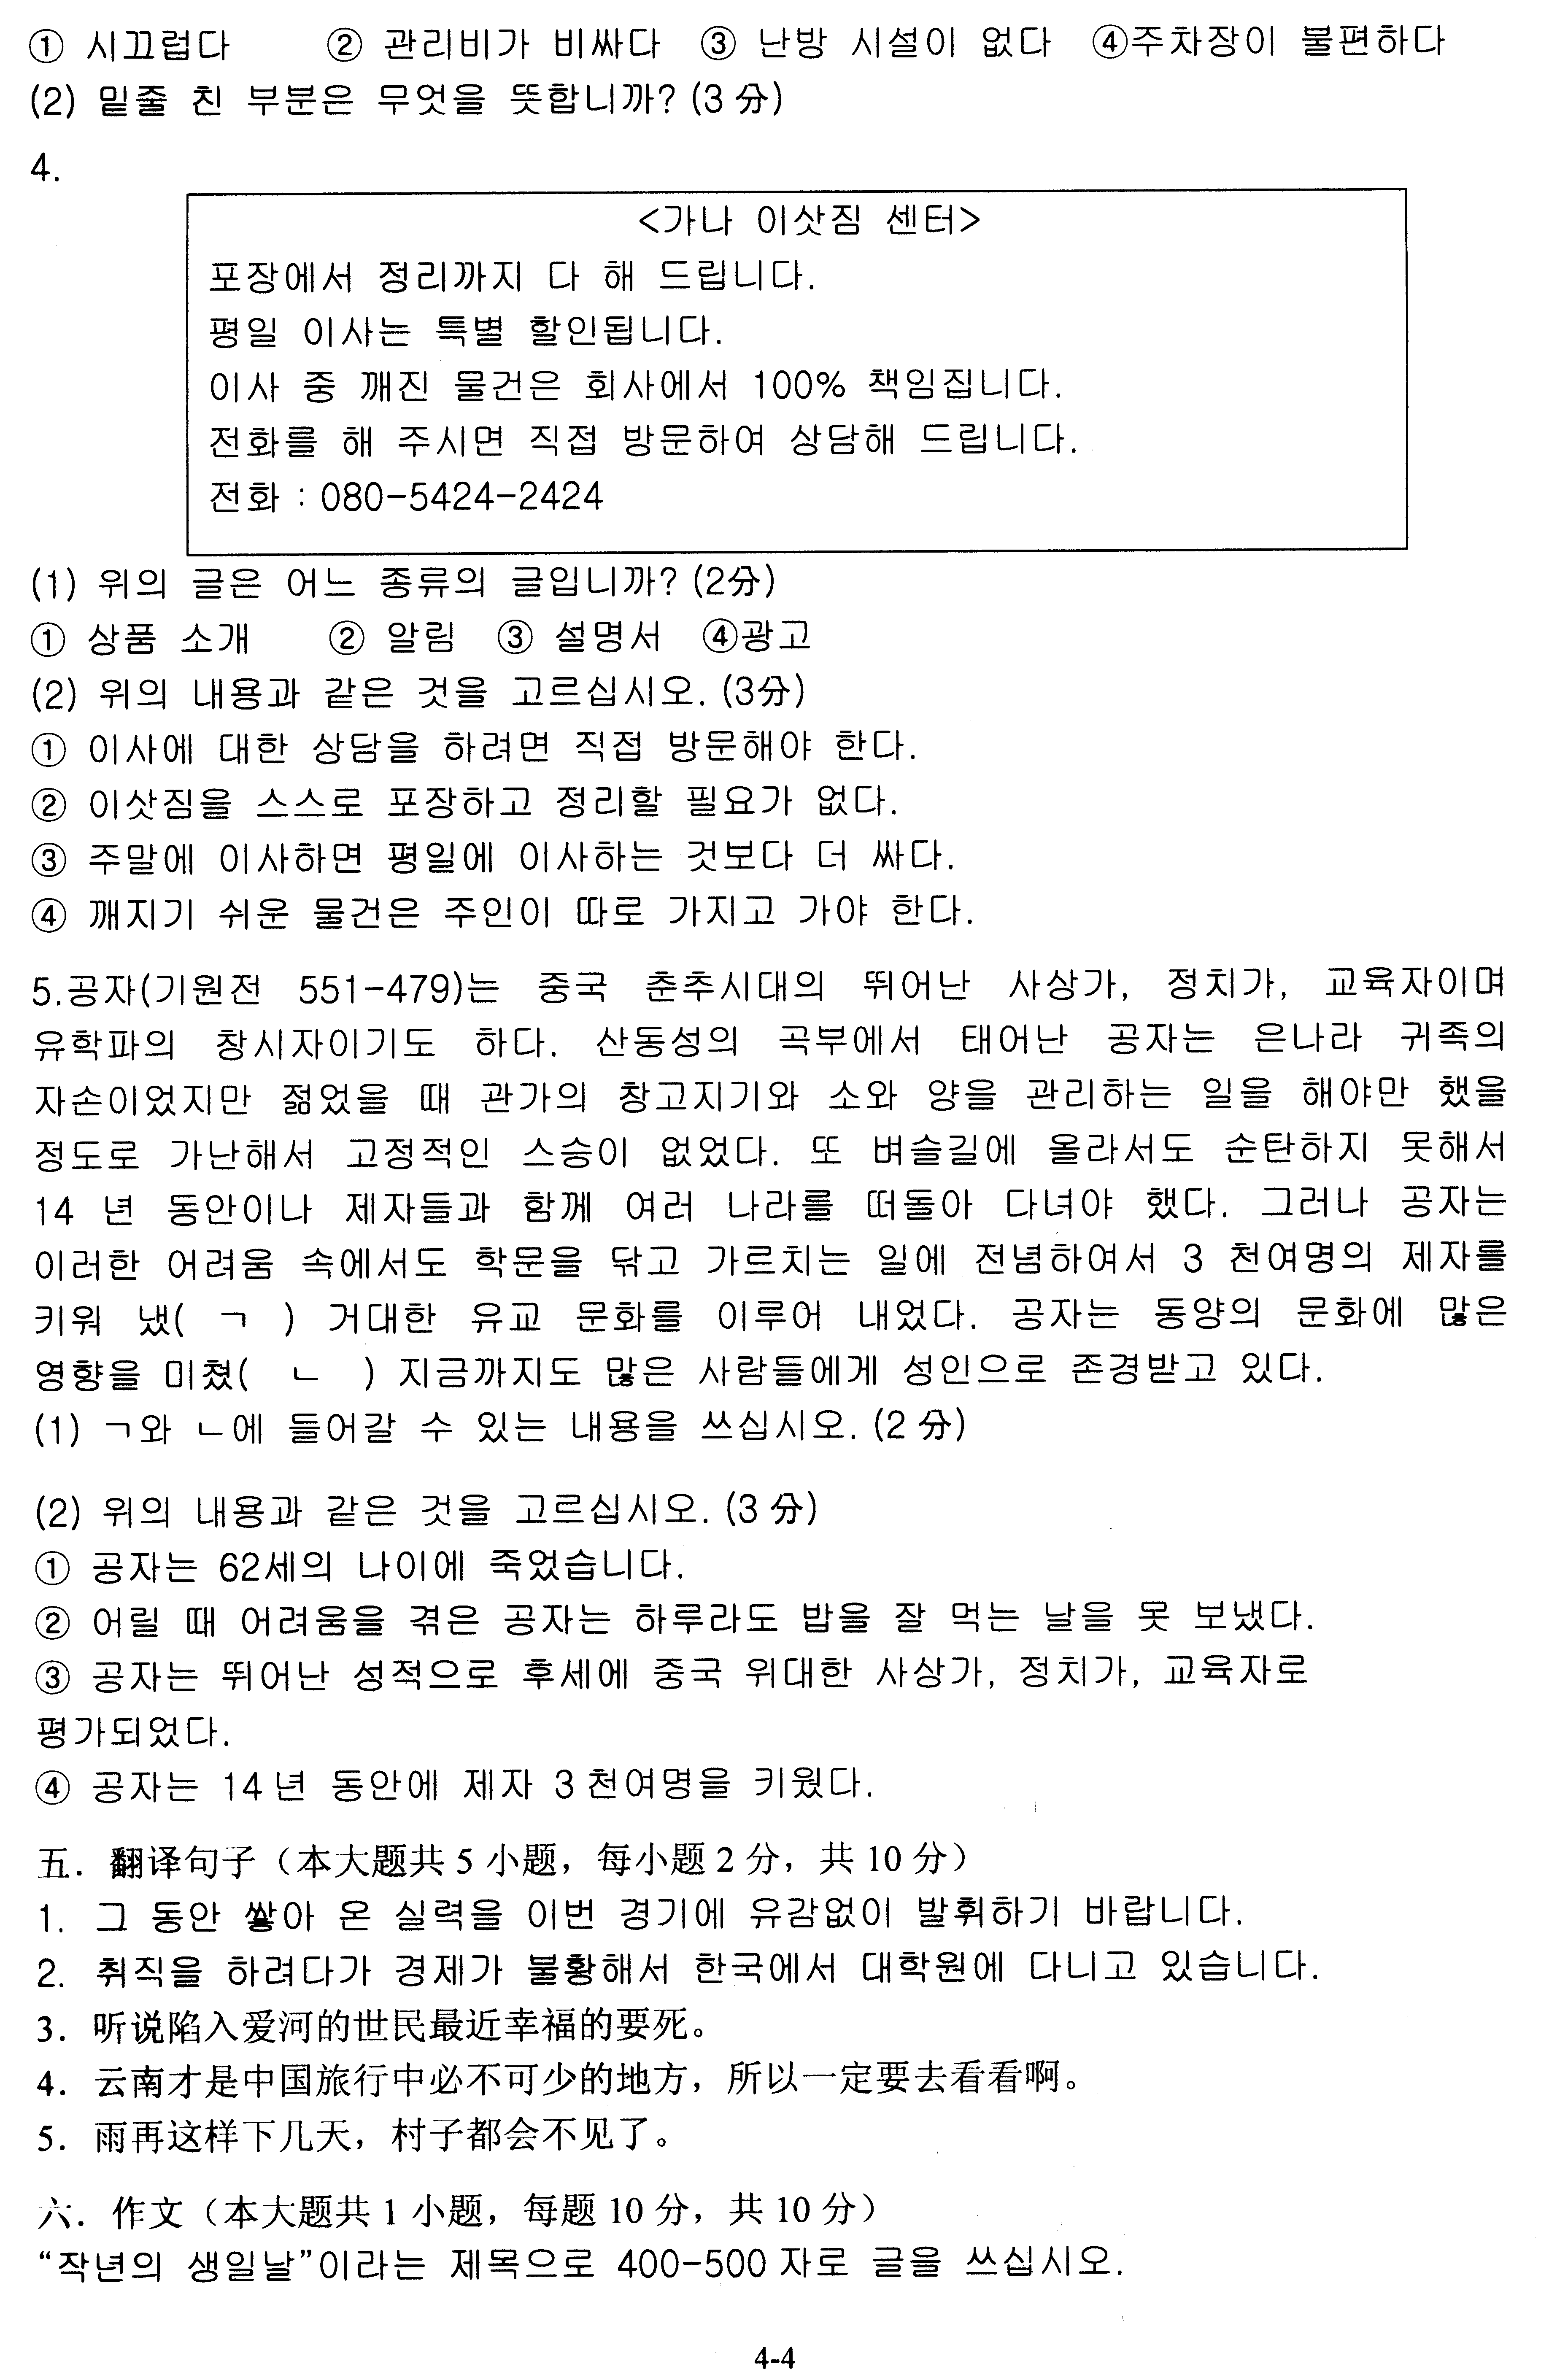 ① 시끄럽다 ② 관리비가 비싸다 ③ 난방 시설이 없다 ④주차장이 불편하다
(2) 밑줄 친 부분은 무엇을 뜻합니까? (3 分)
4.
<가나 이삿짐 센터>
포장에서 정리까지 다 해 드립니다.
평일 이사는 특별 할인됩니다.
이사 중 깨진 물건은 회사에서 100% 책임집니다.
전화를 해 주시면 직접 방문하여 상담해 드립니다.
전화 : 080-5424-2424
(1) 위의 글은 어느 종류의 글입니까? (2分)
① 상품 소개 ② 알림 ③ 설명서 ④광고
(2) 위의 내용과 같은 것을 고르십시오. (3分)
① 이사에 대한 상담을 하려면 직접 방문해야 한다.
② 이삿짐을 스스로 포장하고 정리할 필요가 없다.
③ 주말에 이사하면 평일에 이사하는 것보다 더 싸다.
④ 깨지기 쉬운 물건은 주인이 따로 가지고 가야 한다.
5.공자(기원전 551-479)는 중국 춘추시대의 뛰어난 사상가, 정치가, 교육자이며
유학파의 창시자이기도 하다. 산동성의 곡부에서 태어난 공자는 은나라 귀족의
자손이었지만 젊었을 때 관가의 창고지기와 소와 양을 관리하는 일을 해야만 했을
정도로 가난해서 고정적인 스승이 없었다. 또 벼슬길에 올라서도 순탄하지 못해서
14 년 동안이나 제자들과 함께 여러 나라를 떠돌아 다녀야 했다. 그러나 공자는
이러한 어려움 속에서도 학문을 닦고 가르치는 일에 전념하여서 3 천여명의 제자를
키워 냈( ㄱ ) 거대한 유교 문화를 이루어 내었다. 공자는 동양의 문화에 많은
영향을 미쳤( ㄴ ) 지금까지도 많은 사람들에게 성인으로 존경받고 있다.
(1) ㄱ와 ㄴ에 들어갈 수 있는 내용을 쓰십시오. (2 分)
(2) 위의 내용과 같은 것을 고르십시오. (3 分)
① 공자는 62세의 나이에 죽었습니다.
② 어릴 때 어려움을 겪은 공자는 하루라도 밥을 잘 먹는 날을 못 보냈다.
③ 공자는 뛰어난 성적으로 후세에 중국 위대한 사상가, 정치가, 교육자로
평가되었다.
④ 공자는 14년 동안에 제자 3천여명을 키웠다.
五．翻译句子（本大题共 5 小题，每小题 2 分，共 10 分）
1. 그 동안 쌓아 온 실력을 이번 경기에 유감없이 발휘하기 바랍니다.
2. 취직을 하려다가 경제가 불황해서 한국에서 대학원에 다니고 있습니다.
3．听说陷入爱河的世民最近幸福的要死。
4．云南才是中国旅行中必不可少的地方，所以一定要去看看啊。
5．雨再这样下几天，村子都会不见了。
六．作文（本大题共 1 小题，每题 10 分，共 10 分）
“작년의 생일날”이라는 제목으로 400-500 자로 글을 쓰십시오.
4-4